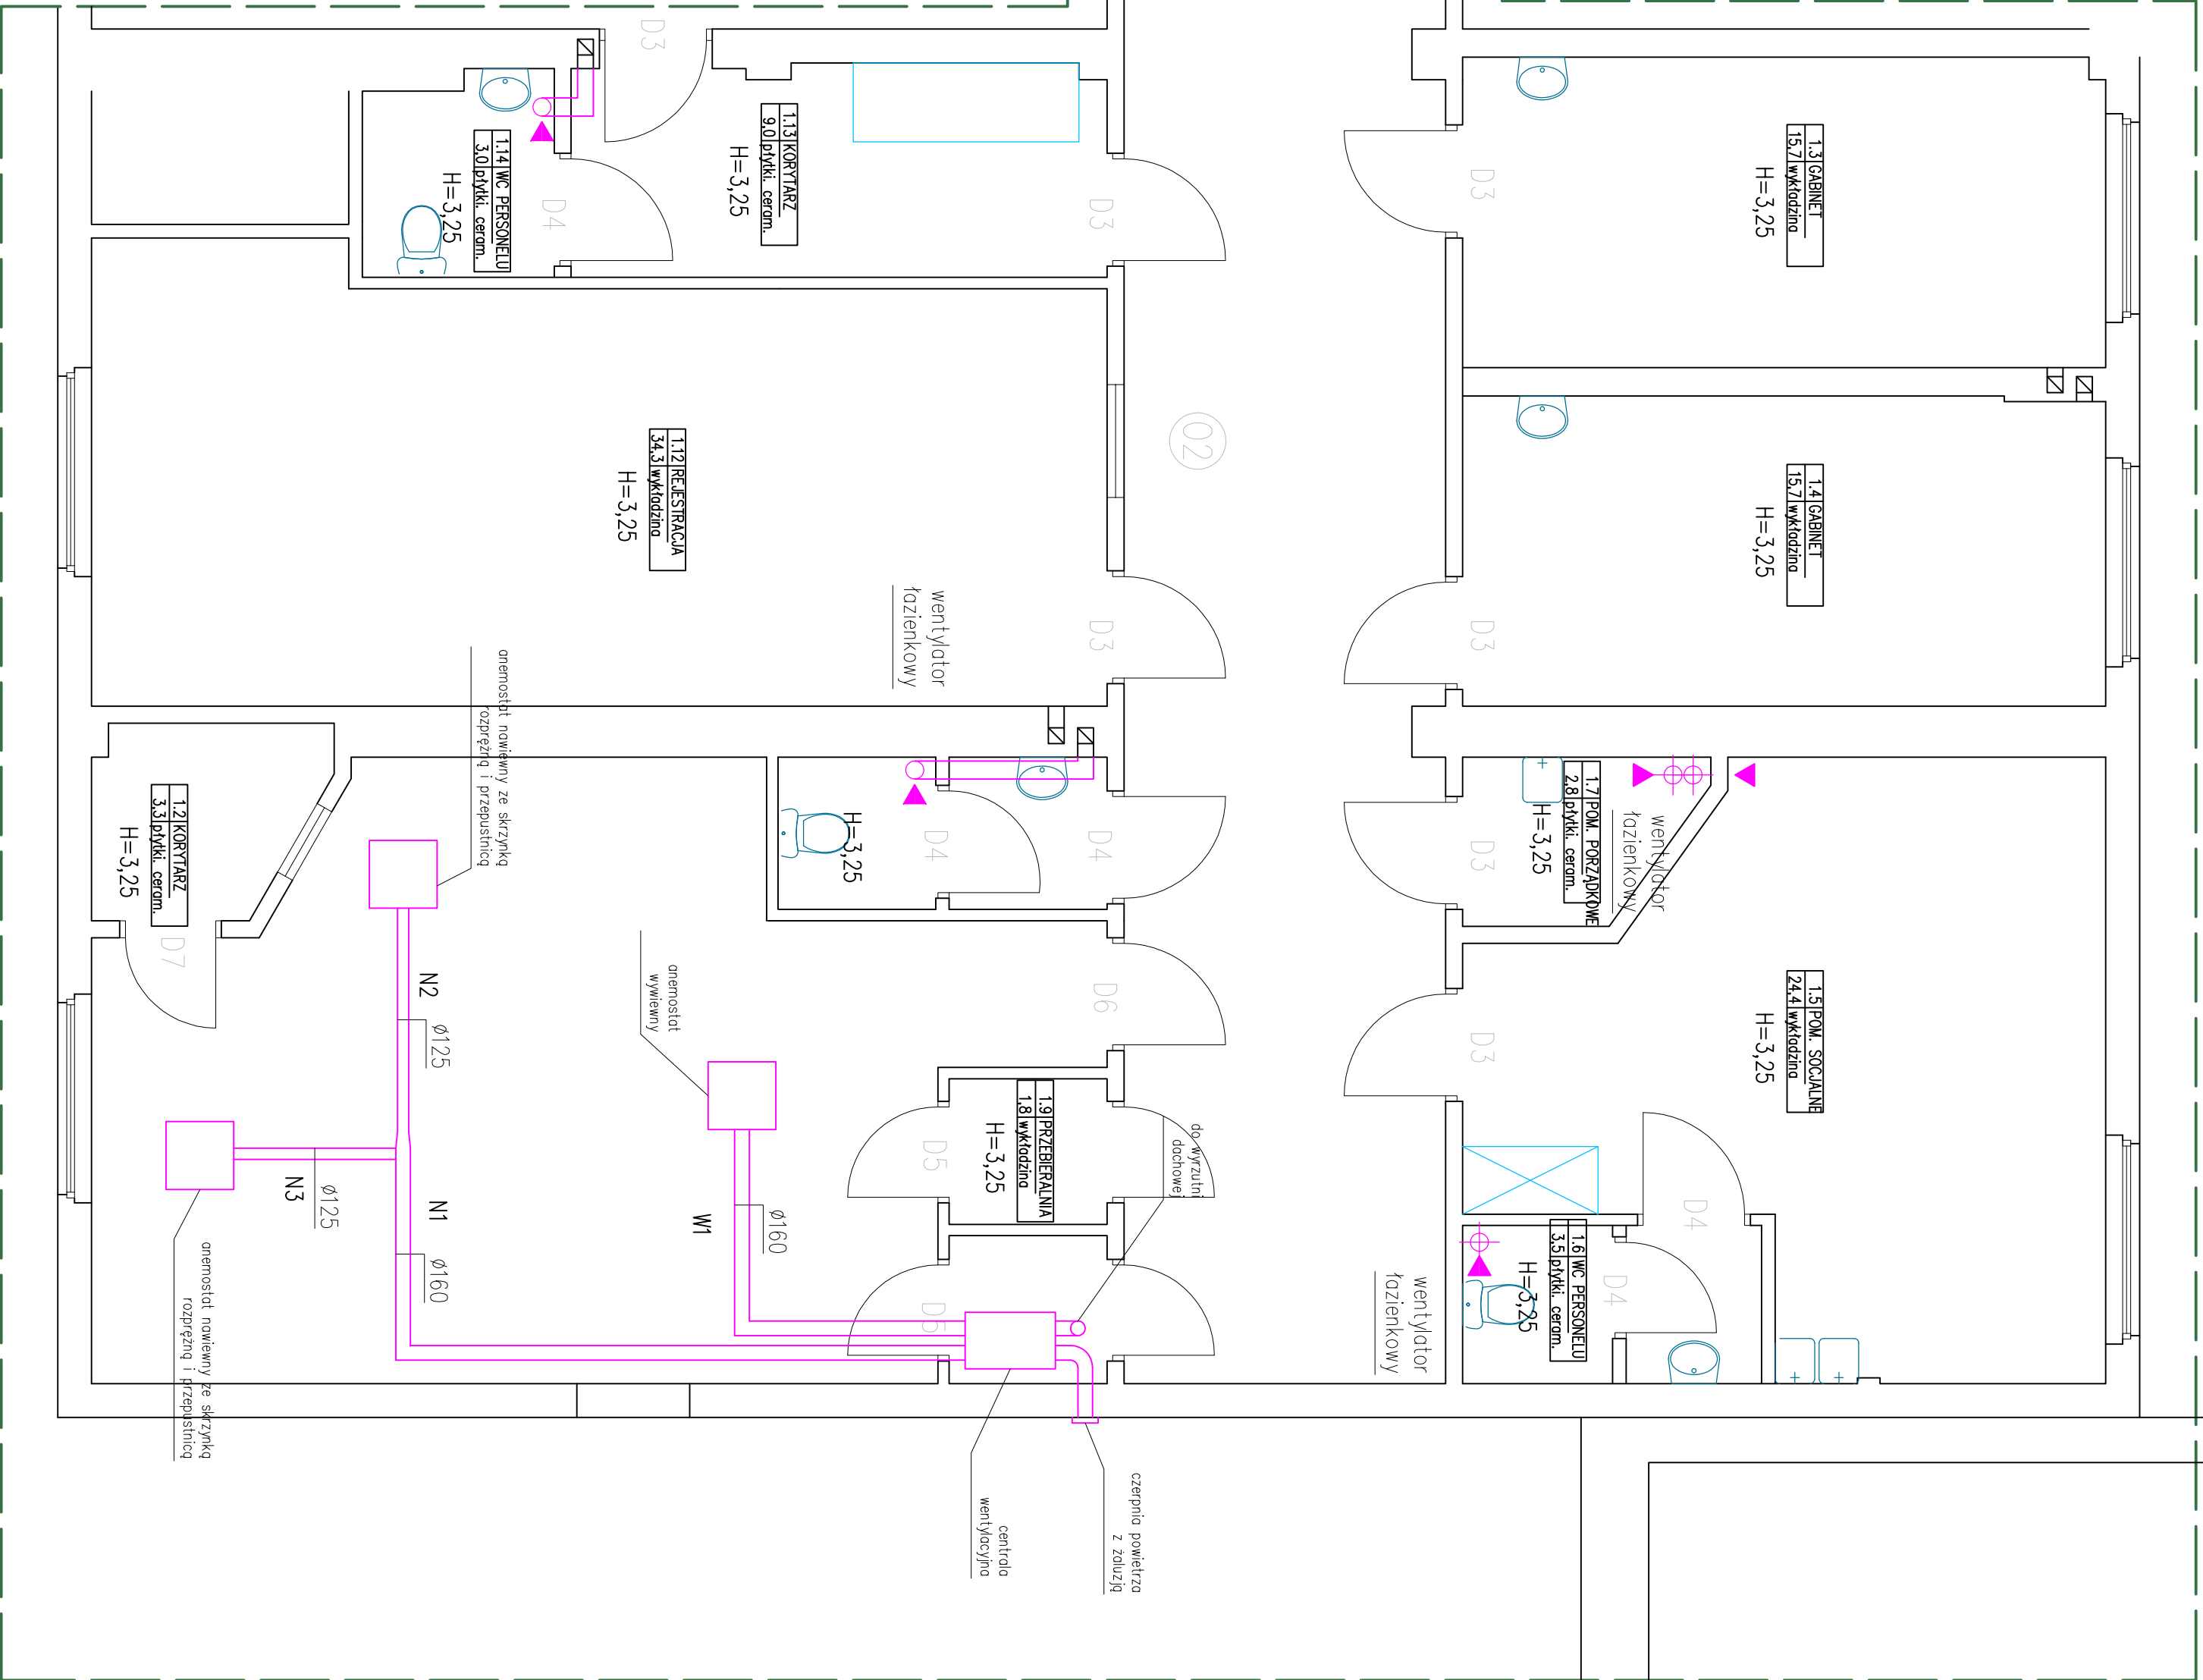 D3
1.13 KORYTARZ
9,0 płytki. ceram.
H=3,25
1.14 WC PERSONELU
3,0 płytki. ceram.
H=3,25
D4
D3
D3
1.3 GABINET
15,7 wykładzina
H=3,25
1.4 GABINET
15,7 wykładzina
H=3,25
02
1.12 REJESTRACJA
34,3 wykładzina
H=3,25
wentylator
łazienkowy
D3
D3
anemostat nawiewny ze skrzynką
rozprężną i przepustnicą
1.2 KORYTARZ
3,3 płytki. ceram.
H=3,25
D7
H=3,25
D4
D4
D3
1.7 POM. PORZĄDKOWE
2,8 płytki. ceram.
H=3,25
wentylator
łazienkowy
1.5 POM. SOCJALNE
24,4 wykładzina
H=3,25
N2
Ø125
anemostat
wywiewny
D6
D3
1.9 PRZEBIERALNIA
1,8 wykładzina
H=3,25
D5
do wyrzutni
dachowej
D4
1.6 WC PERSONELU
3,5 płytki. ceram.
H=3,25
D4
wentylator
łazienkowy
N3
Ø125
N1
Ø160
W1
Ø160
D5
anemostat nawiewny ze skrzynką
rozprężną i przepustnicą
centrala
wentylacyjna
czerpnia powietrza
z żaluzją